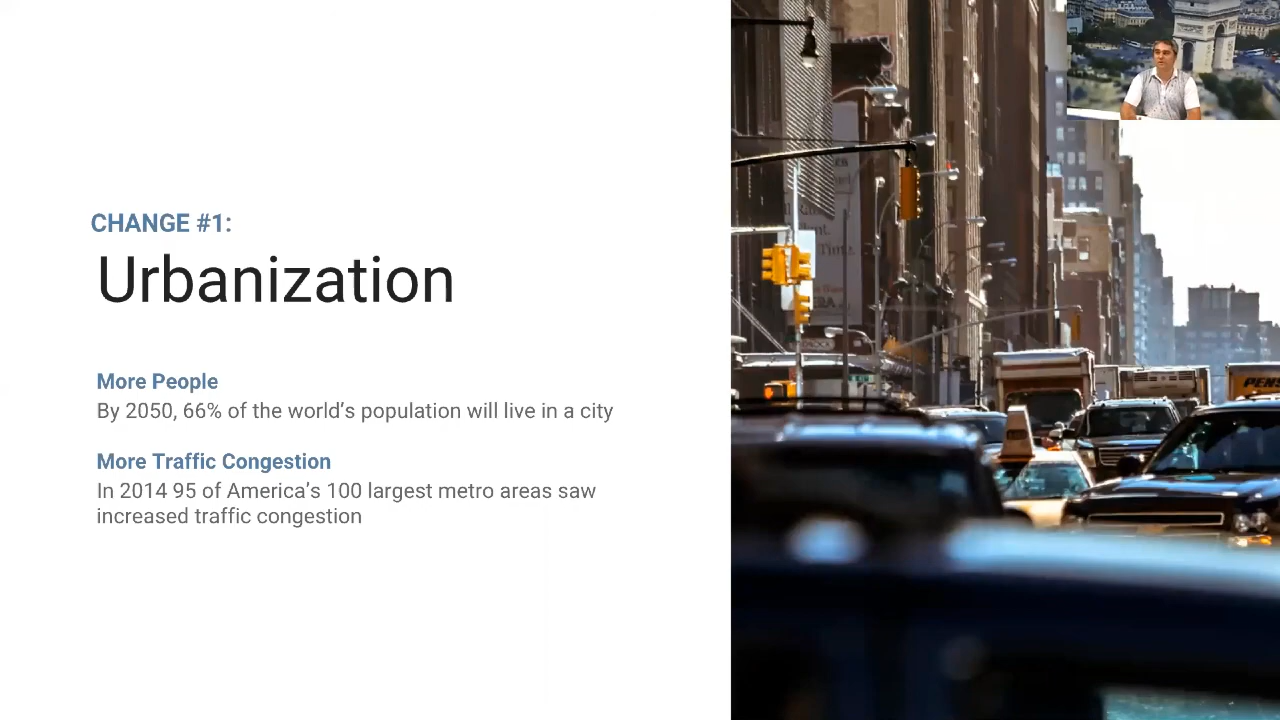 CHANGE #1:
Urbanization
More People
By 2050, 66% of the world's population will live in a city
More Traffic Congestion
In 2014 95 of America's 100 largest metro areas saw
increased traffic congestion
Time.